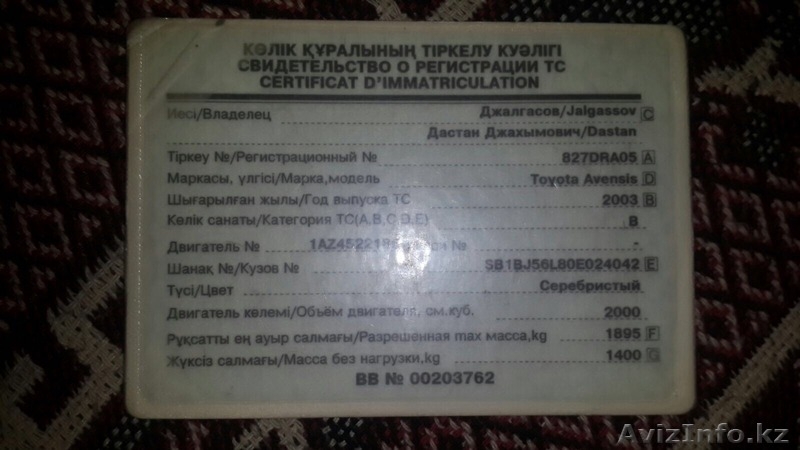 КӨЛІК ҚҰРАЛЫНЫҢ ТІРКЕЛУ КУӘЛІГІ
СВИДЕТЕЛЬСТВО О РЕГИСТРАЦИИ ТС
CERTIFICAT D'IMMATRICULATION
Иесі/Владелец Джалгасов/Jalgassov C
Дастан Джахымович/Dastan
Тіркеу №/Регистрационный № 827DRA05 A
Маркасы, үлгісі/Марка,модель Toyota Avensis D
Шығарылған жылы/Год выпуска ТС 2003 B
Көлік санаты/Категория ТС(A,B,C,D,E) B
Двигатель № № -
Шанақ №/Кузов № SB1BJ56L80E024042 E
Түсі/Цвет Серебристый
Двигатель көлемі/Объём двигателя, см.куб. 2000
Рұқсатты ең ауыр салмағы/Разрешенная max масса,kg 1895 F
Жүксіз салмағы/Масса без нагрузки,kg 1400 G
BB № 00203762
AvizInfo.kz